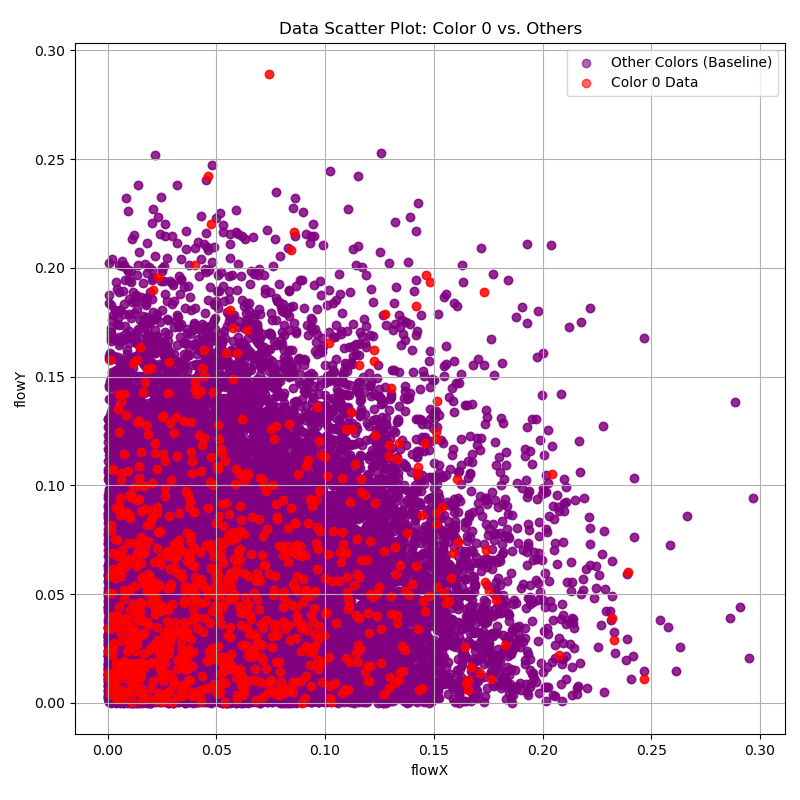 Data Scatter Plot: Color 0 vs. Others
Other Colors (Baseline)
Color 0 Data
0.30
0.25
0.20
0.15
0.10
0.05
0.00
flowY
0.00 0.05 0.10 0.15 0.20 0.25 0.30
flowX